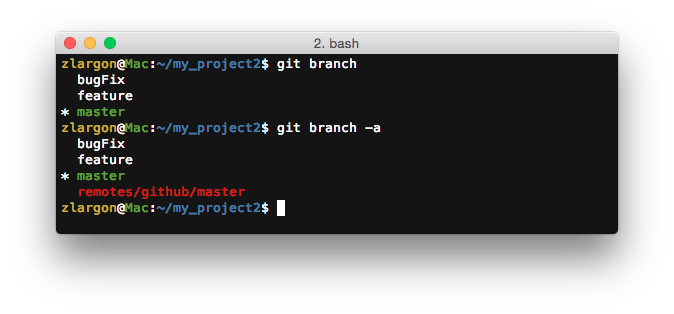 2. bash
zlargon@Mac:~/my_project2$ git branch
  bugFix
  feature
* master
zlargon@Mac:~/my_project2$ git branch -a
  bugFix
  feature
* master
  remotes/github/master
zlargon@Mac:~/my_project2$